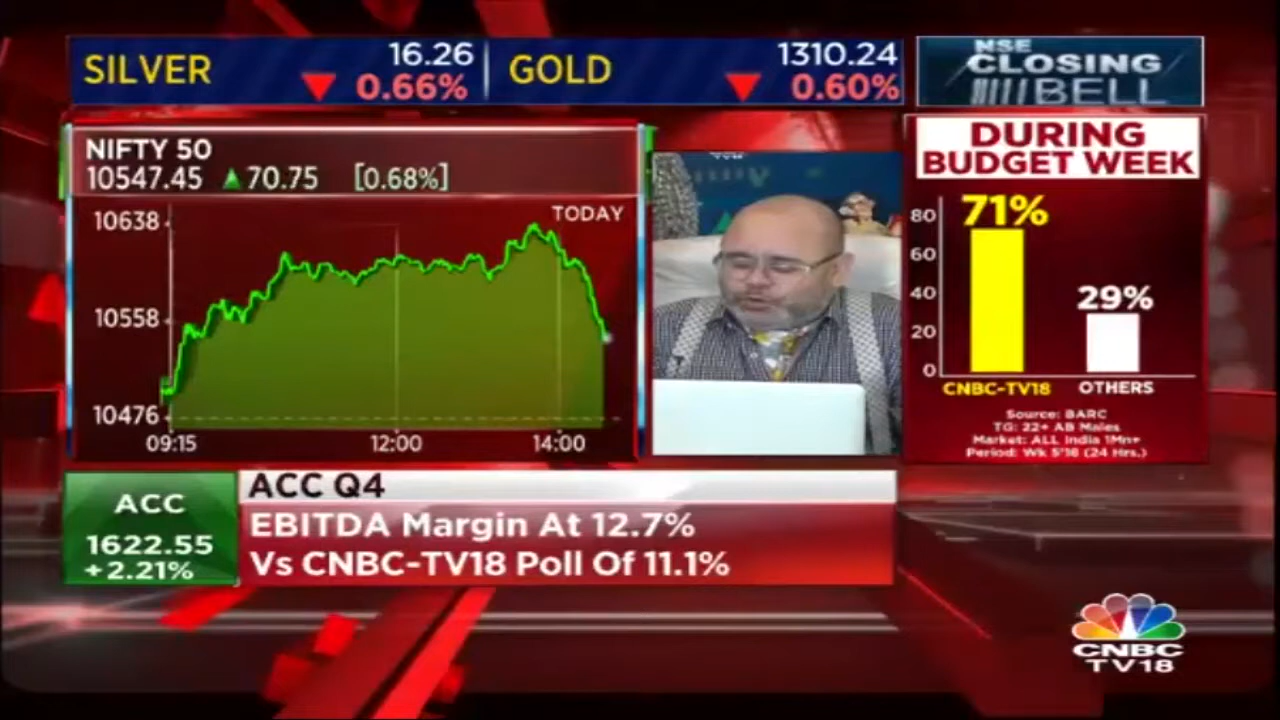 SILVER 16.26 ▼ 0.66%
GOLD 1310.24 ▼ 0.60%
NSE
CLOSING
BELL
NIFTY 50
10547.45 ▲ 70.75 [0.68%]
TODAY
10638
10558
10476
09:15 12:00 14:00
DURING
BUDGET WEEK
71%
29%
80
60
40
20
0
CNBC-TV18 OTHERS
Source: BARC
TG: 22+ AB Males
Market: ALL India 1Mn+
Period: Wk 5'18 (24 Hrs.)
ACC
1622.55
+2.21%
ACC Q4
EBITDA Margin At 12.7%
Vs CNBC-TV18 Poll Of 11.1%
CNBC
TV18